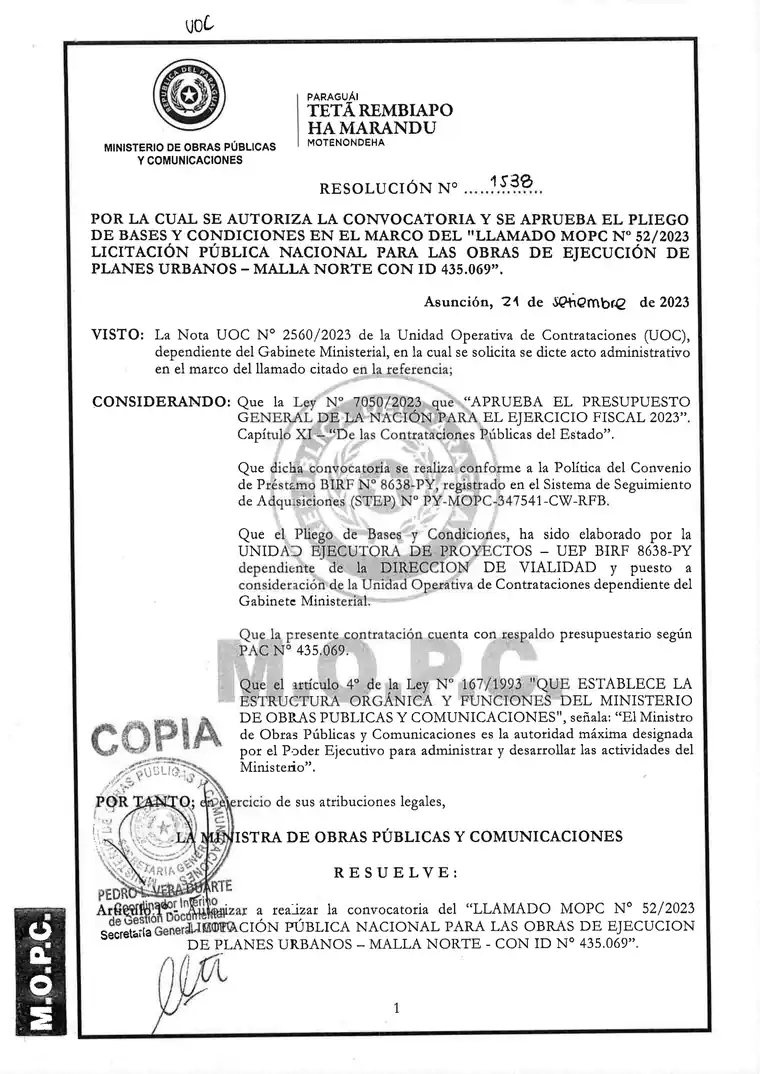 UOC
REPUBLICA DEL PARAGUAY
MINISTERIO DE OBRAS PÚBLICAS
Y COMUNICACIONES
PARAGUÁI
TETÃ REMBIAPO
HA MARANDU
MOTENONDEHA
RESOLUCIÓN N° ...1538...
POR LA CUAL SE AUTORIZA LA CONVOCATORIA Y SE APRUEBA EL PLIEGO
DE BASES Y CONDICIONES EN EL MARCO DEL "LLAMADO MOPC N° 52/2023
LICITACIÓN PÚBLICA NACIONAL PARA LAS OBRAS DE EJECUCIÓN DE
PLANES URBANOS – MALLA NORTE CON ID 435.069”.
Asunción, 21 de setiembre de 2023
VISTO: La Nota UOC N° 2560/2023 de la Unidad Operativa de Contrataciones (UOC),
dependiente del Gabinete Ministerial, en la cual se solicita se dicte acto administrativo
en el marco del llamado citado en la referencia;
CONSIDERANDO: Que la Ley N° 7050/2023 que “APRUEBA EL PRESUPUESTO
GENERAL DE LA NACIÓN PARA EL EJERCICIO FISCAL 2023”.
Capítulo XI – “De las Contrataciones Públicas del Estado”.
Que dicha convocatoria se realiza conforme a la Política del Convenio
de Préstamo BIRF N° 8638-PY, registrado en el Sistema de Seguimiento
de Adquisiciones (STEP) N° PY-MOPC-347541-CW-RFB.
Que el Pliego de Bases y Condiciones, ha sido elaborado por la
UNIDAD EJECUTORA DE PROYECTOS – UEP BIRF 8638-PY
dependiente de la DIRECCION DE VIALIDAD y puesto a
consideración de la Unidad Operativa de Contrataciones dependiente del
Gabinete Ministerial.
Que la presente contratación cuenta con respaldo presupuestario según
PAC N° 435.069.
M.O.P.C.
Que el artículo 4° de la Ley N° 167/1993 "QUE ESTABLECE LA
ESTRUCTURA ORGÁNICA Y FUNCIONES DEL MINISTERIO
DE OBRAS PUBLICAS Y COMUNICACIONES", señala: “El Ministro
de Obras Públicas y Comunicaciones es la autoridad máxima designada
por el Poder Ejecutivo para administrar y desarrollar las actividades del
Ministerio”.
COPIA
POR TANTO; en ejercicio de sus atribuciones legales,
LA MINISTRA DE OBRAS PÚBLICAS Y COMUNICACIONES
RESUELVE:
PEDRO L. VERA DUARTE
Coordinador Interino
de Gestión Documental
Secretaría General - MOPC
Artículo 1° Autorizar a realizar la convocatoria del “LLAMADO MOPC N° 52/2023
LICITACIÓN PÚBLICA NACIONAL PARA LAS OBRAS DE EJECUCION
DE PLANES URBANOS – MALLA NORTE - CON ID N° 435.069”.
M.O.P.C.
1